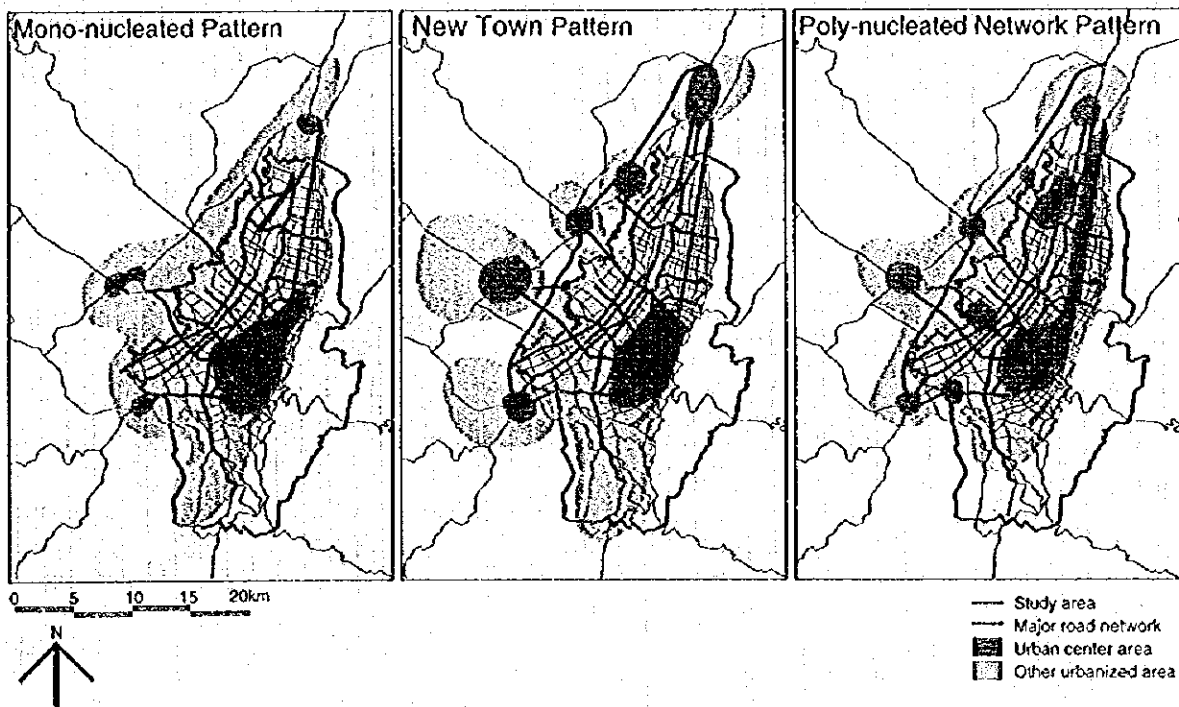 Mono-nucleated Pattern
New Town Pattern
Poly-nucleated Network Pattern
0 5 10 15 20km
N
Study area
Major road network
Urban center area
Other urbanized area